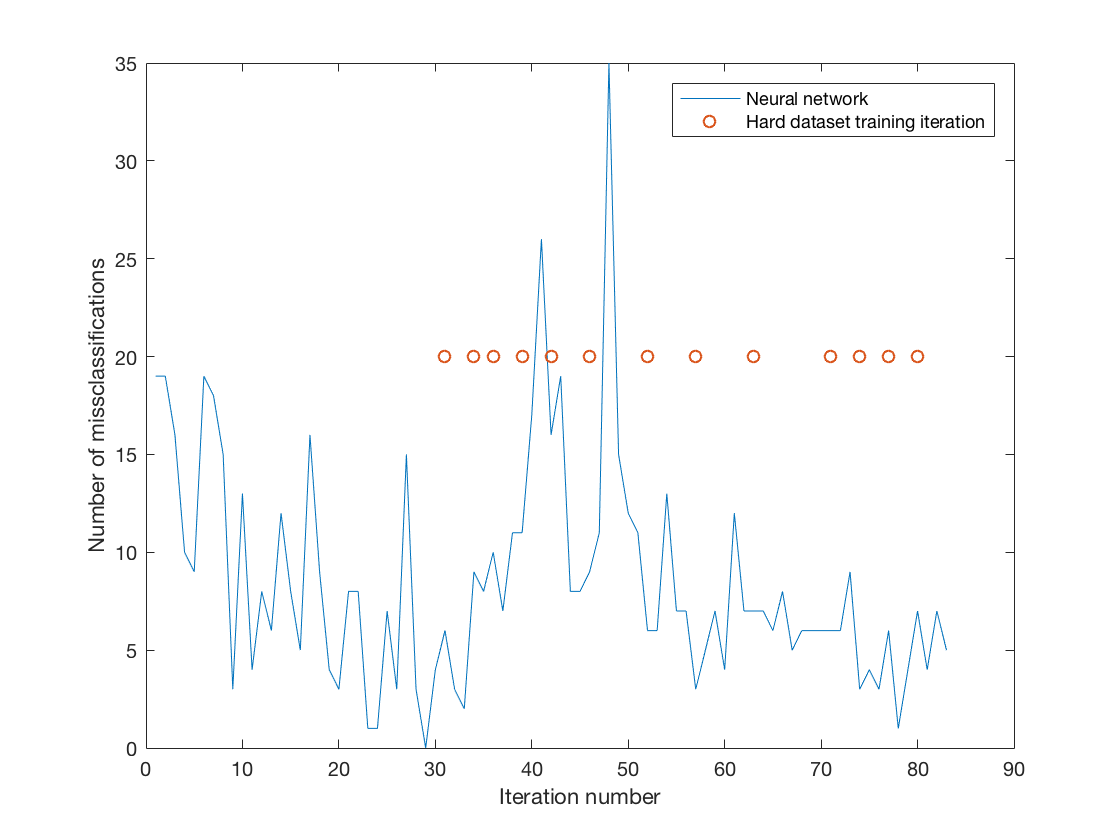 35
30
25
20
15
10
5
0
Number of missclassifications
Neural network
Hard dataset training iteration
0 10 20 30 40 50 60 70 80 90
Iteration number